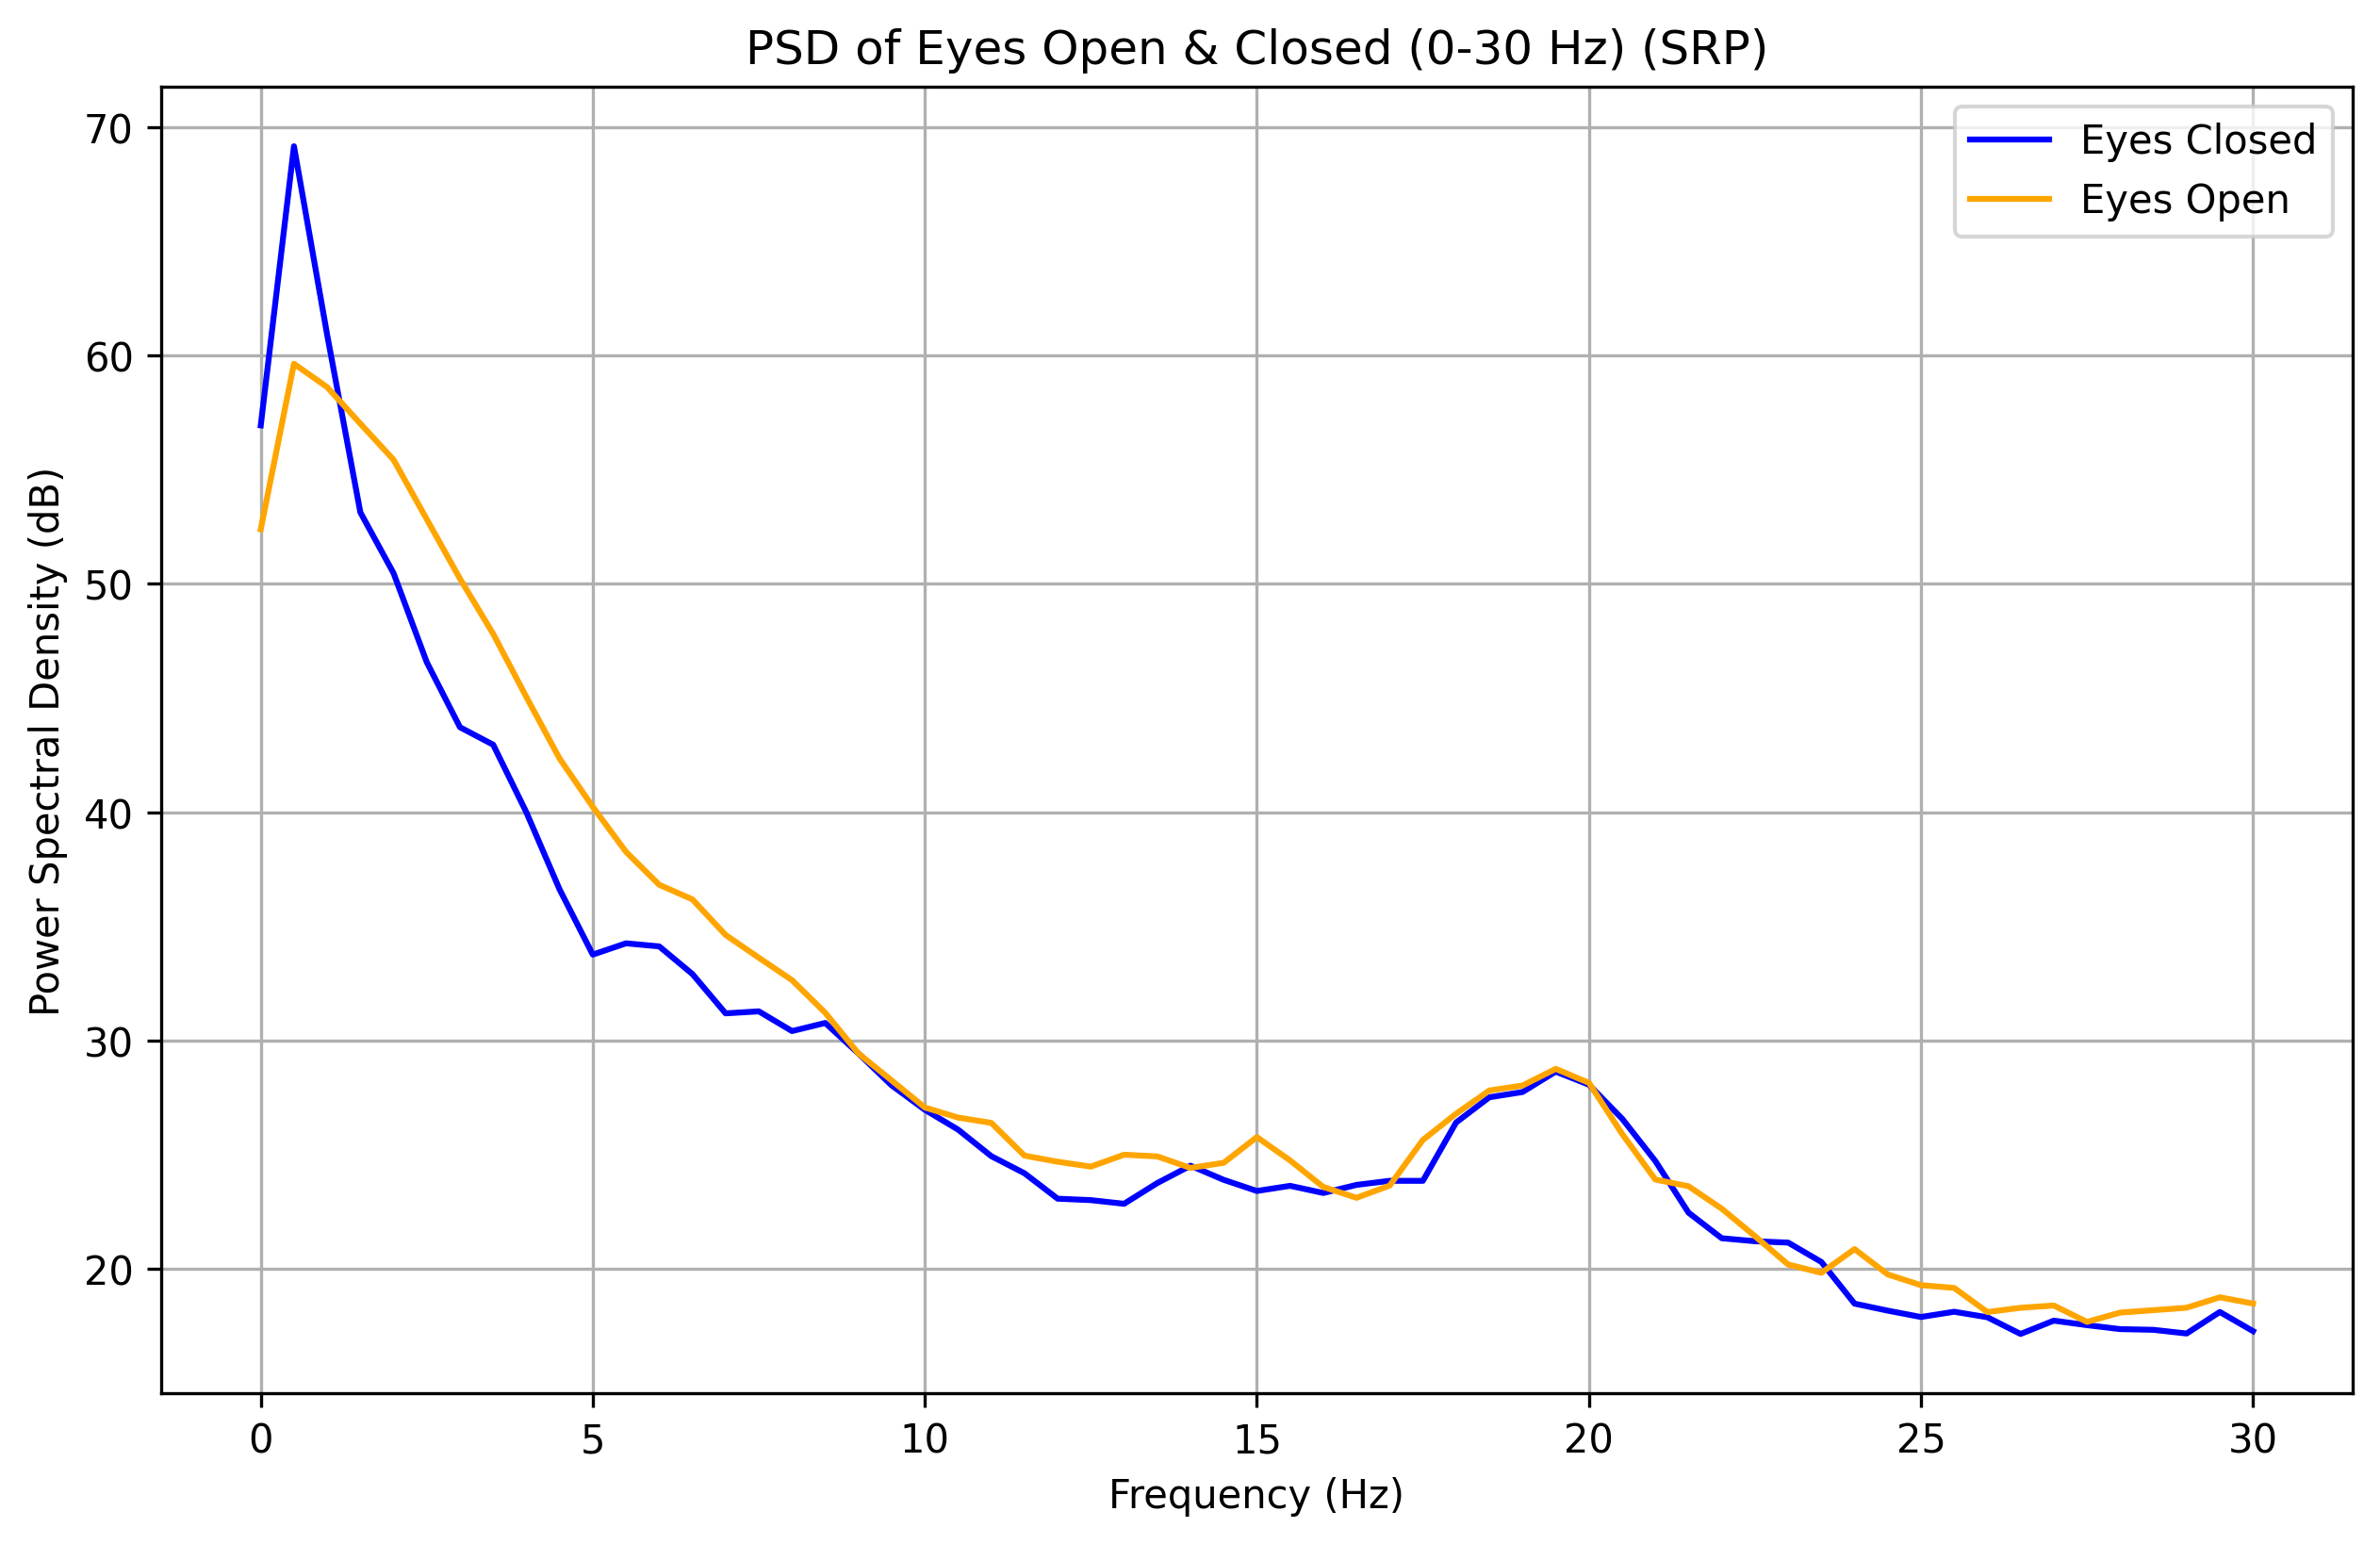 PSD of Eyes Open & Closed (0-30 Hz) (SRP)
Eyes Closed
Eyes Open
Power Spectral Density (dB)
70
60
50
40
30
20
0 5 10 15 20 25 30
Frequency (Hz)